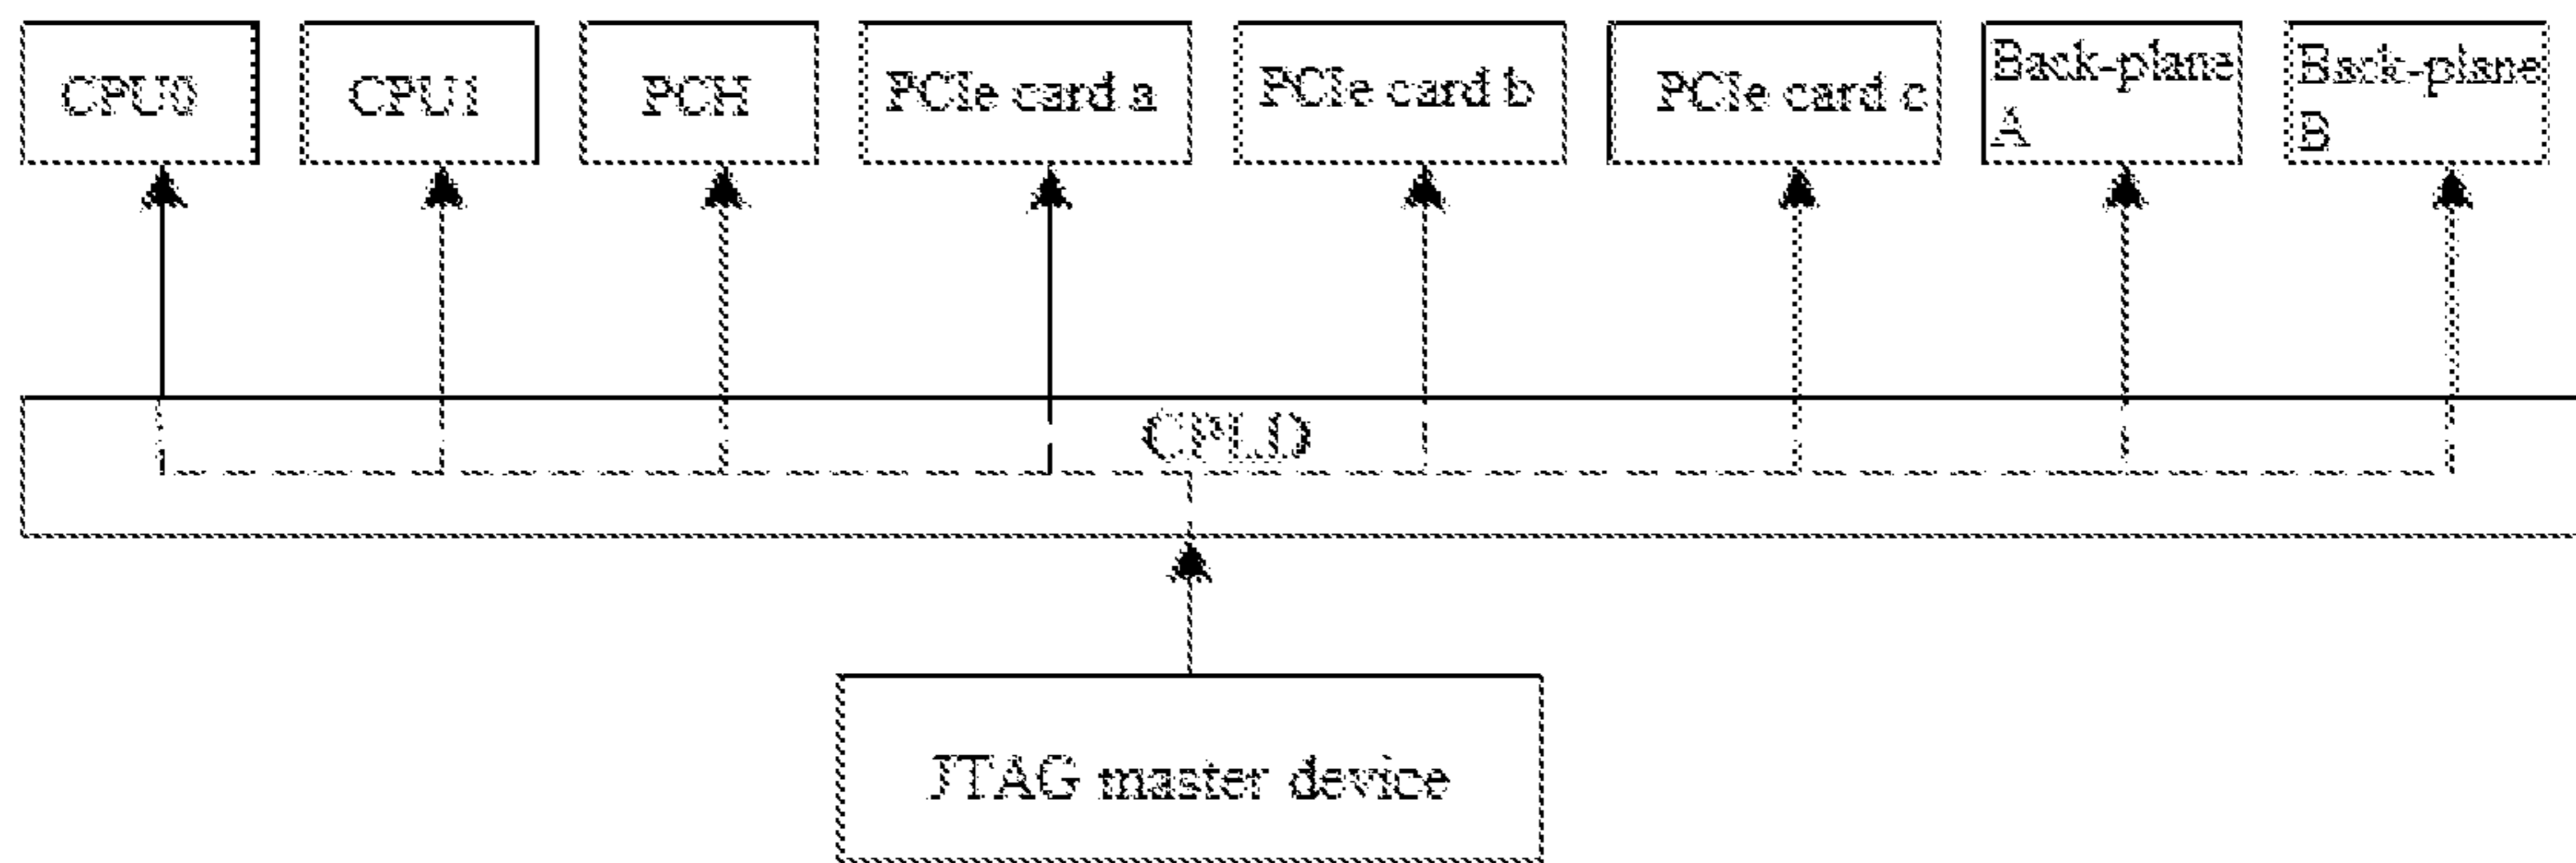 CPU0
CPU1
PCH
PCIe card a
PCIe card b
PCIe card c
Back-plane
A
Back-plane
B
CPLD
JTAG master device